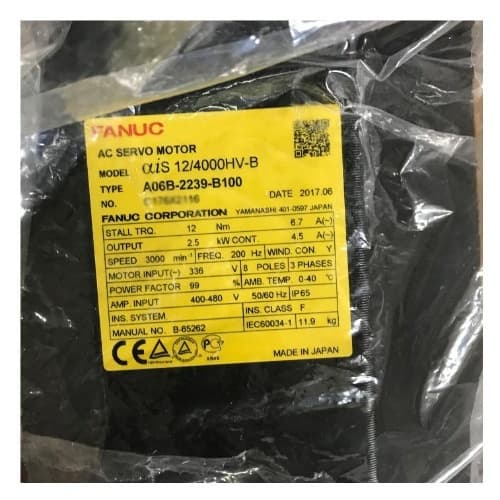 FANUC
AC SERVO MOTOR
MODEL αiS 12/4000HV-B
TYPE A06B-2239-B100
NO. DATE 2017.06
FANUC CORPORATION YAMANASHI 401-0597 JAPAN
STALL TRQ. 12 Nm 6.7 A(~)
OUTPUT 2.5 kW CONT. 4.5 A(~)
SPEED 3000 min⁻¹ FREQ. 200 Hz WIND. CON. Y
MOTOR INPUT(~) 336 V 8 POLES 3 PHASES
POWER FACTOR 99 % AMB. TEMP. 0-40 ℃
AMP. INPUT 400-480 V 50/60 Hz IP65
INS. SYSTEM. INS. CLASS F
MANUAL NO. B-65262 IEC60034-1 11.9 kg
CE MADE IN JAPAN